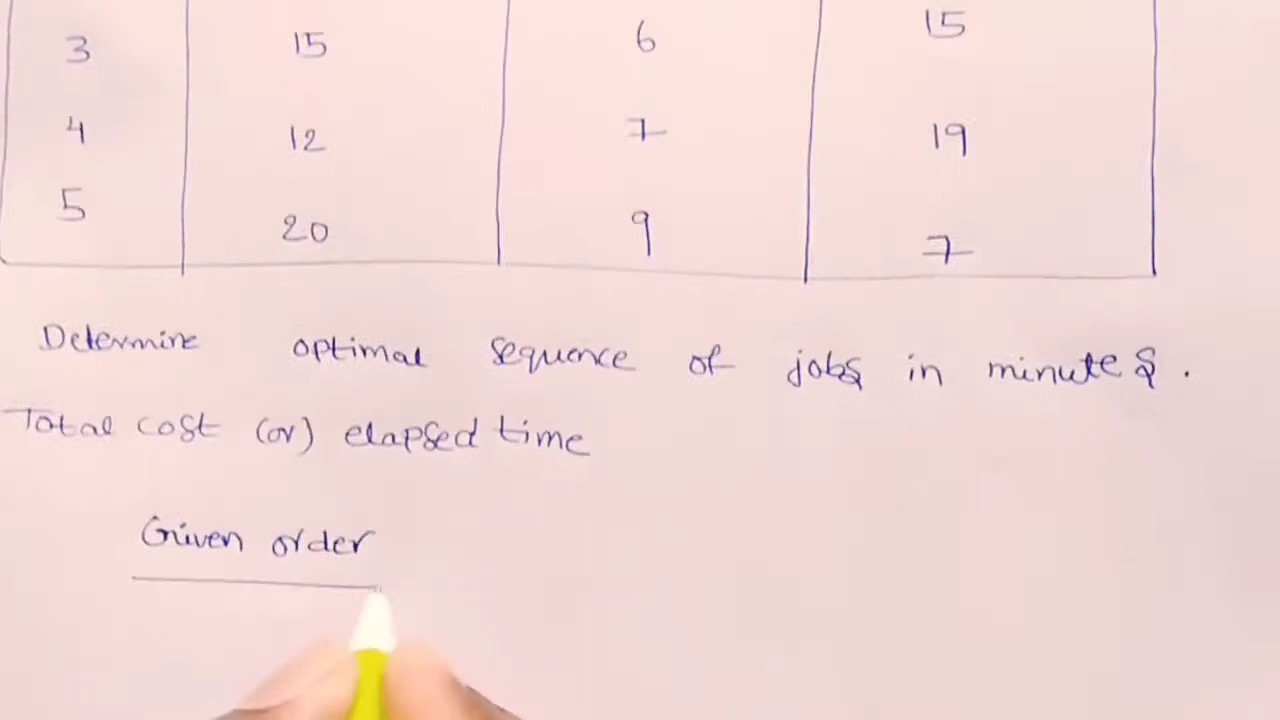 3 15 6 15
4 12 7 19
5 20 9 7
Determine optimal sequence of jobs in minutes.
Total cost (or) elapsed time
Given order